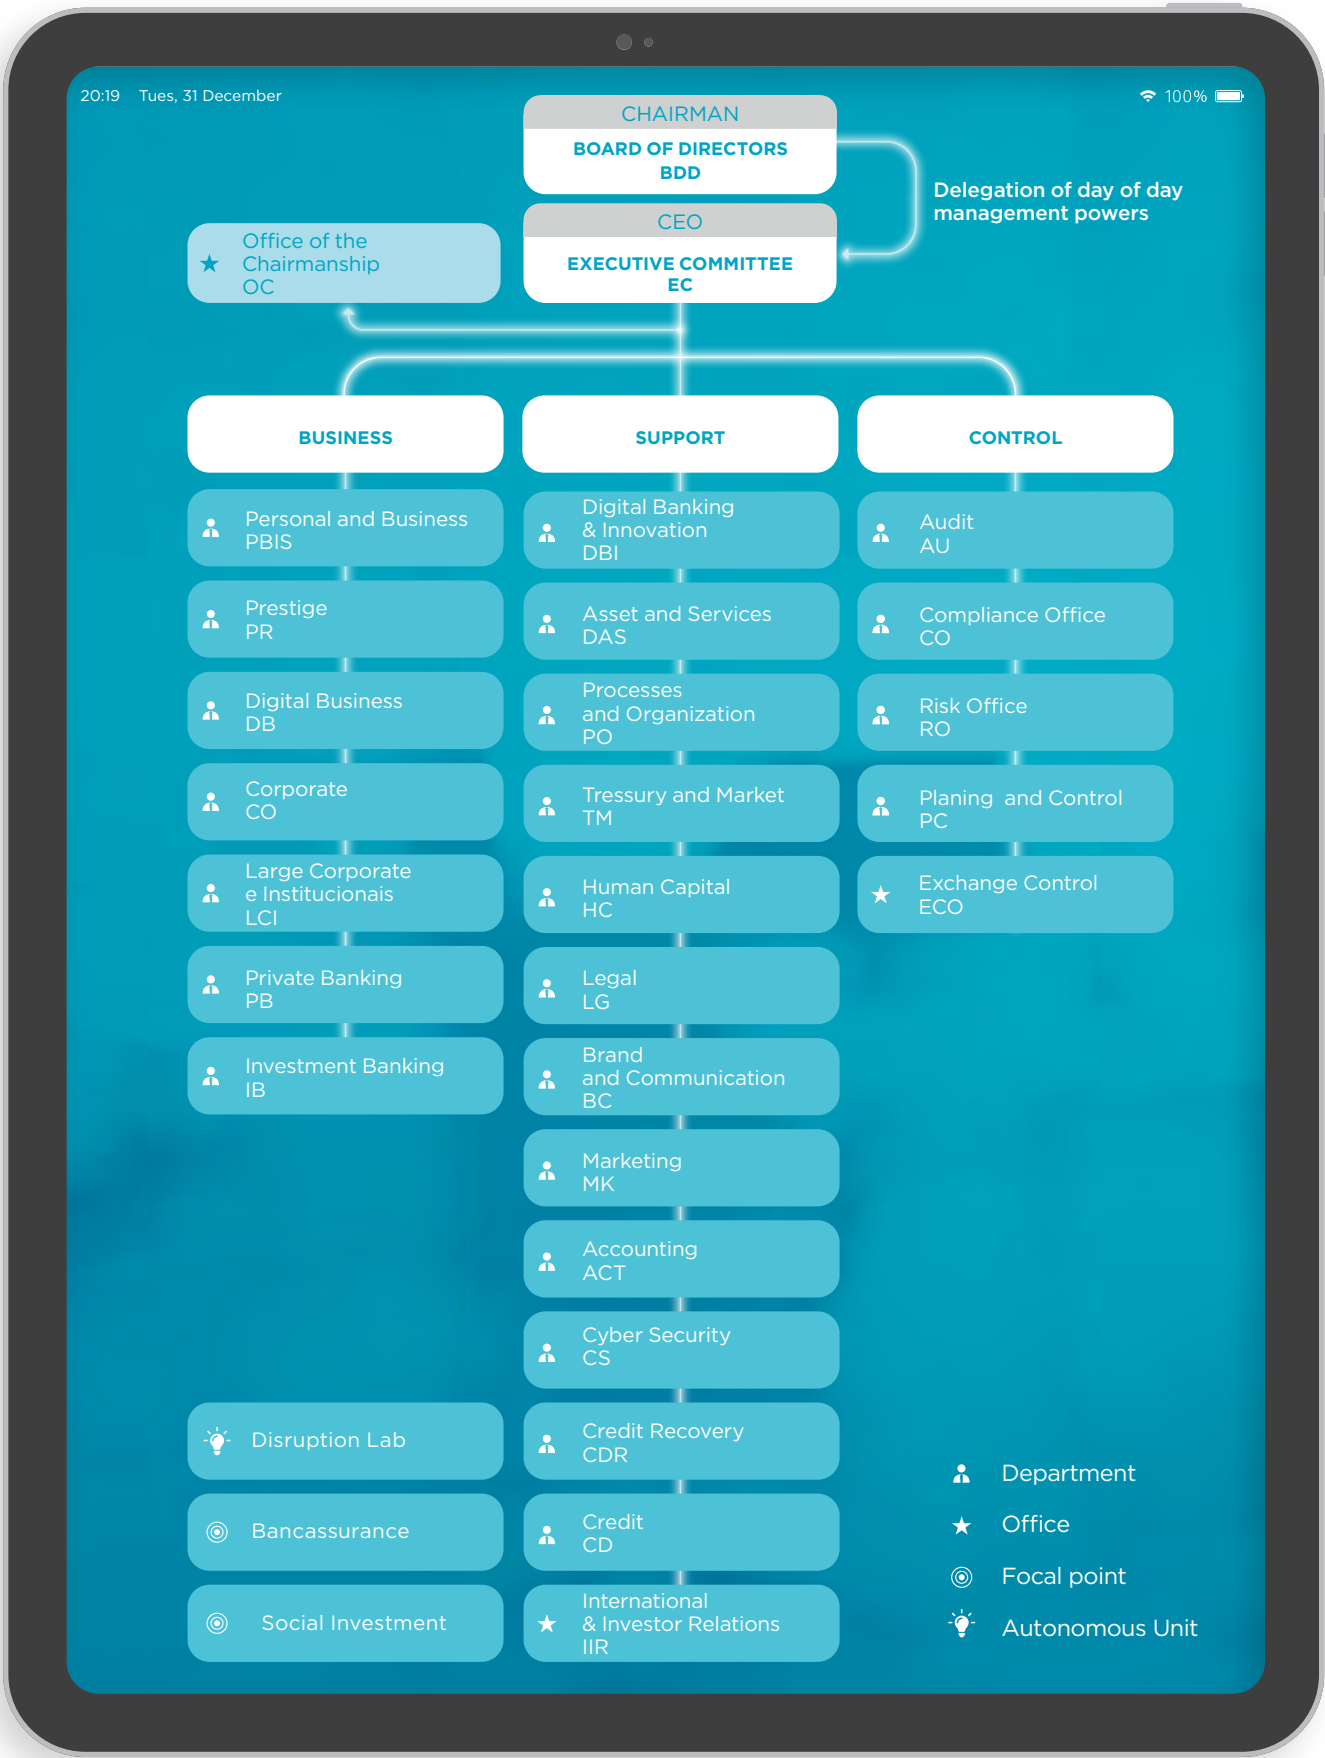 20:19 Tues, 31 December
100%
CHAIRMAN
BOARD OF DIRECTORS
BDD
Delegation of day of day
management powers
CEO
EXECUTIVE COMMITTEE
EC
Office of the
Chairmanship
OC
BUSINESS
Personal and Business
PBIS
Prestige
PR
Digital Business
DB
Corporate
CO
Large Corporate
e Institucionais
LCI
Private Banking
PB
Investment Banking
IB
SUPPORT
Digital Banking
& Innovation
DBI
Asset and Services
DAS
Processes
and Organization
PO
Tressury and Market
TM
Human Capital
HC
Legal
LG
Brand
and Communication
BC
Marketing
MK
Accounting
ACT
Cyber Security
CS
Credit Recovery
CDR
Credit
CD
International
& Investor Relations
IIR
CONTROL
Audit
AU
Compliance Office
CO
Risk Office
RO
Planing and Control
PC
Exchange Control
ECO
Disruption Lab
Bancassurance
Social Investment
Department
Office
Focal point
Autonomous Unit